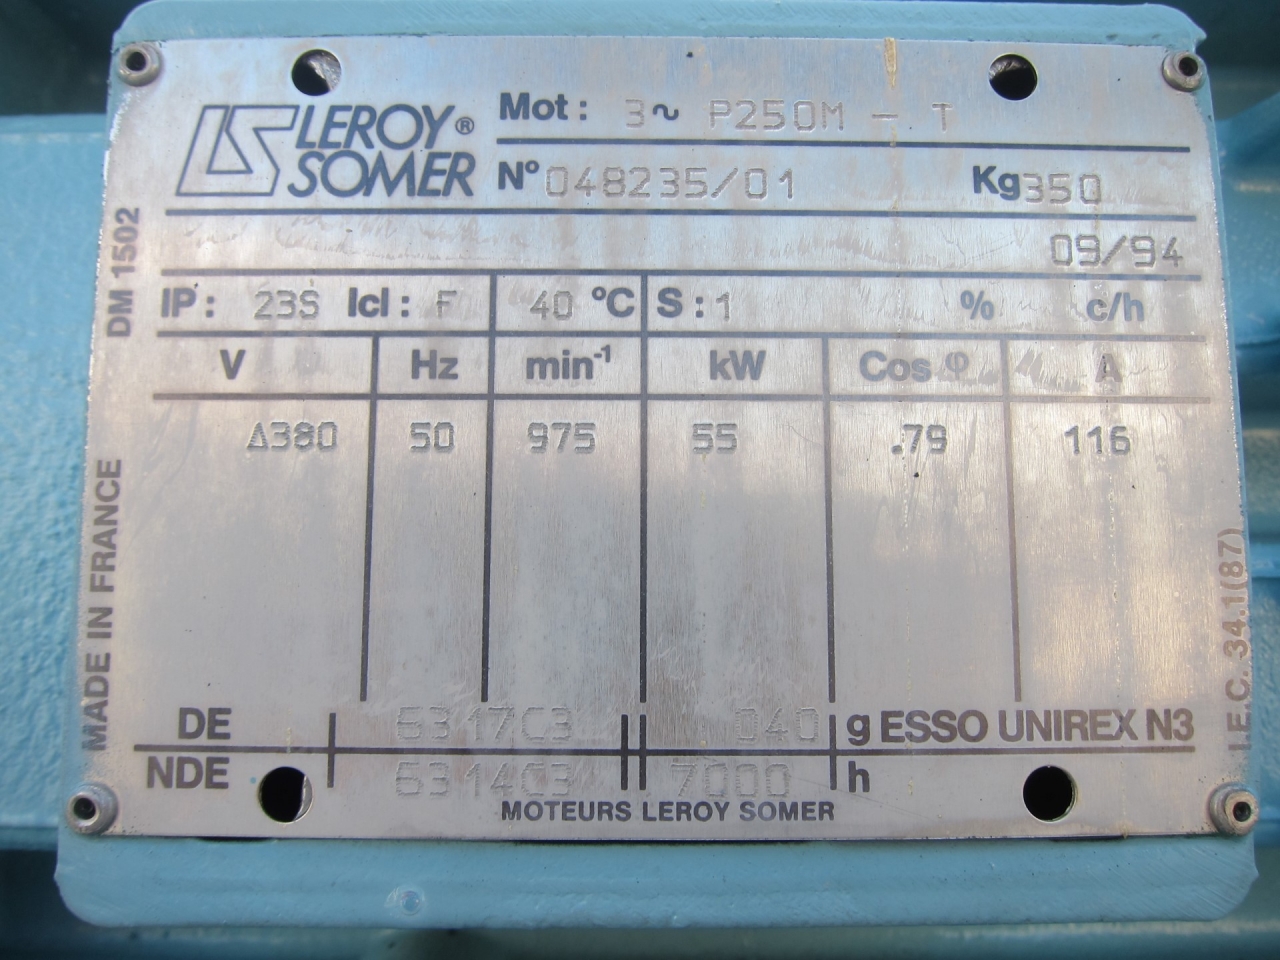 LEROY® SOMER
Mot : 3~ P250M - T
N° 048235/01 Kg 350
09/94
IP : 23S Icl : F 40 °C S : 1 % c/h
V Hz min-1 kW Cos φ A
Δ380 50 975 55 .79 116
DE 6317C3 040 g ESSO UNIREX N3
NDE 6314C3 7000 h
MOTEURS LEROY SOMER
DM 1502
MADE IN FRANCE
I.E.C. 34.1(87)